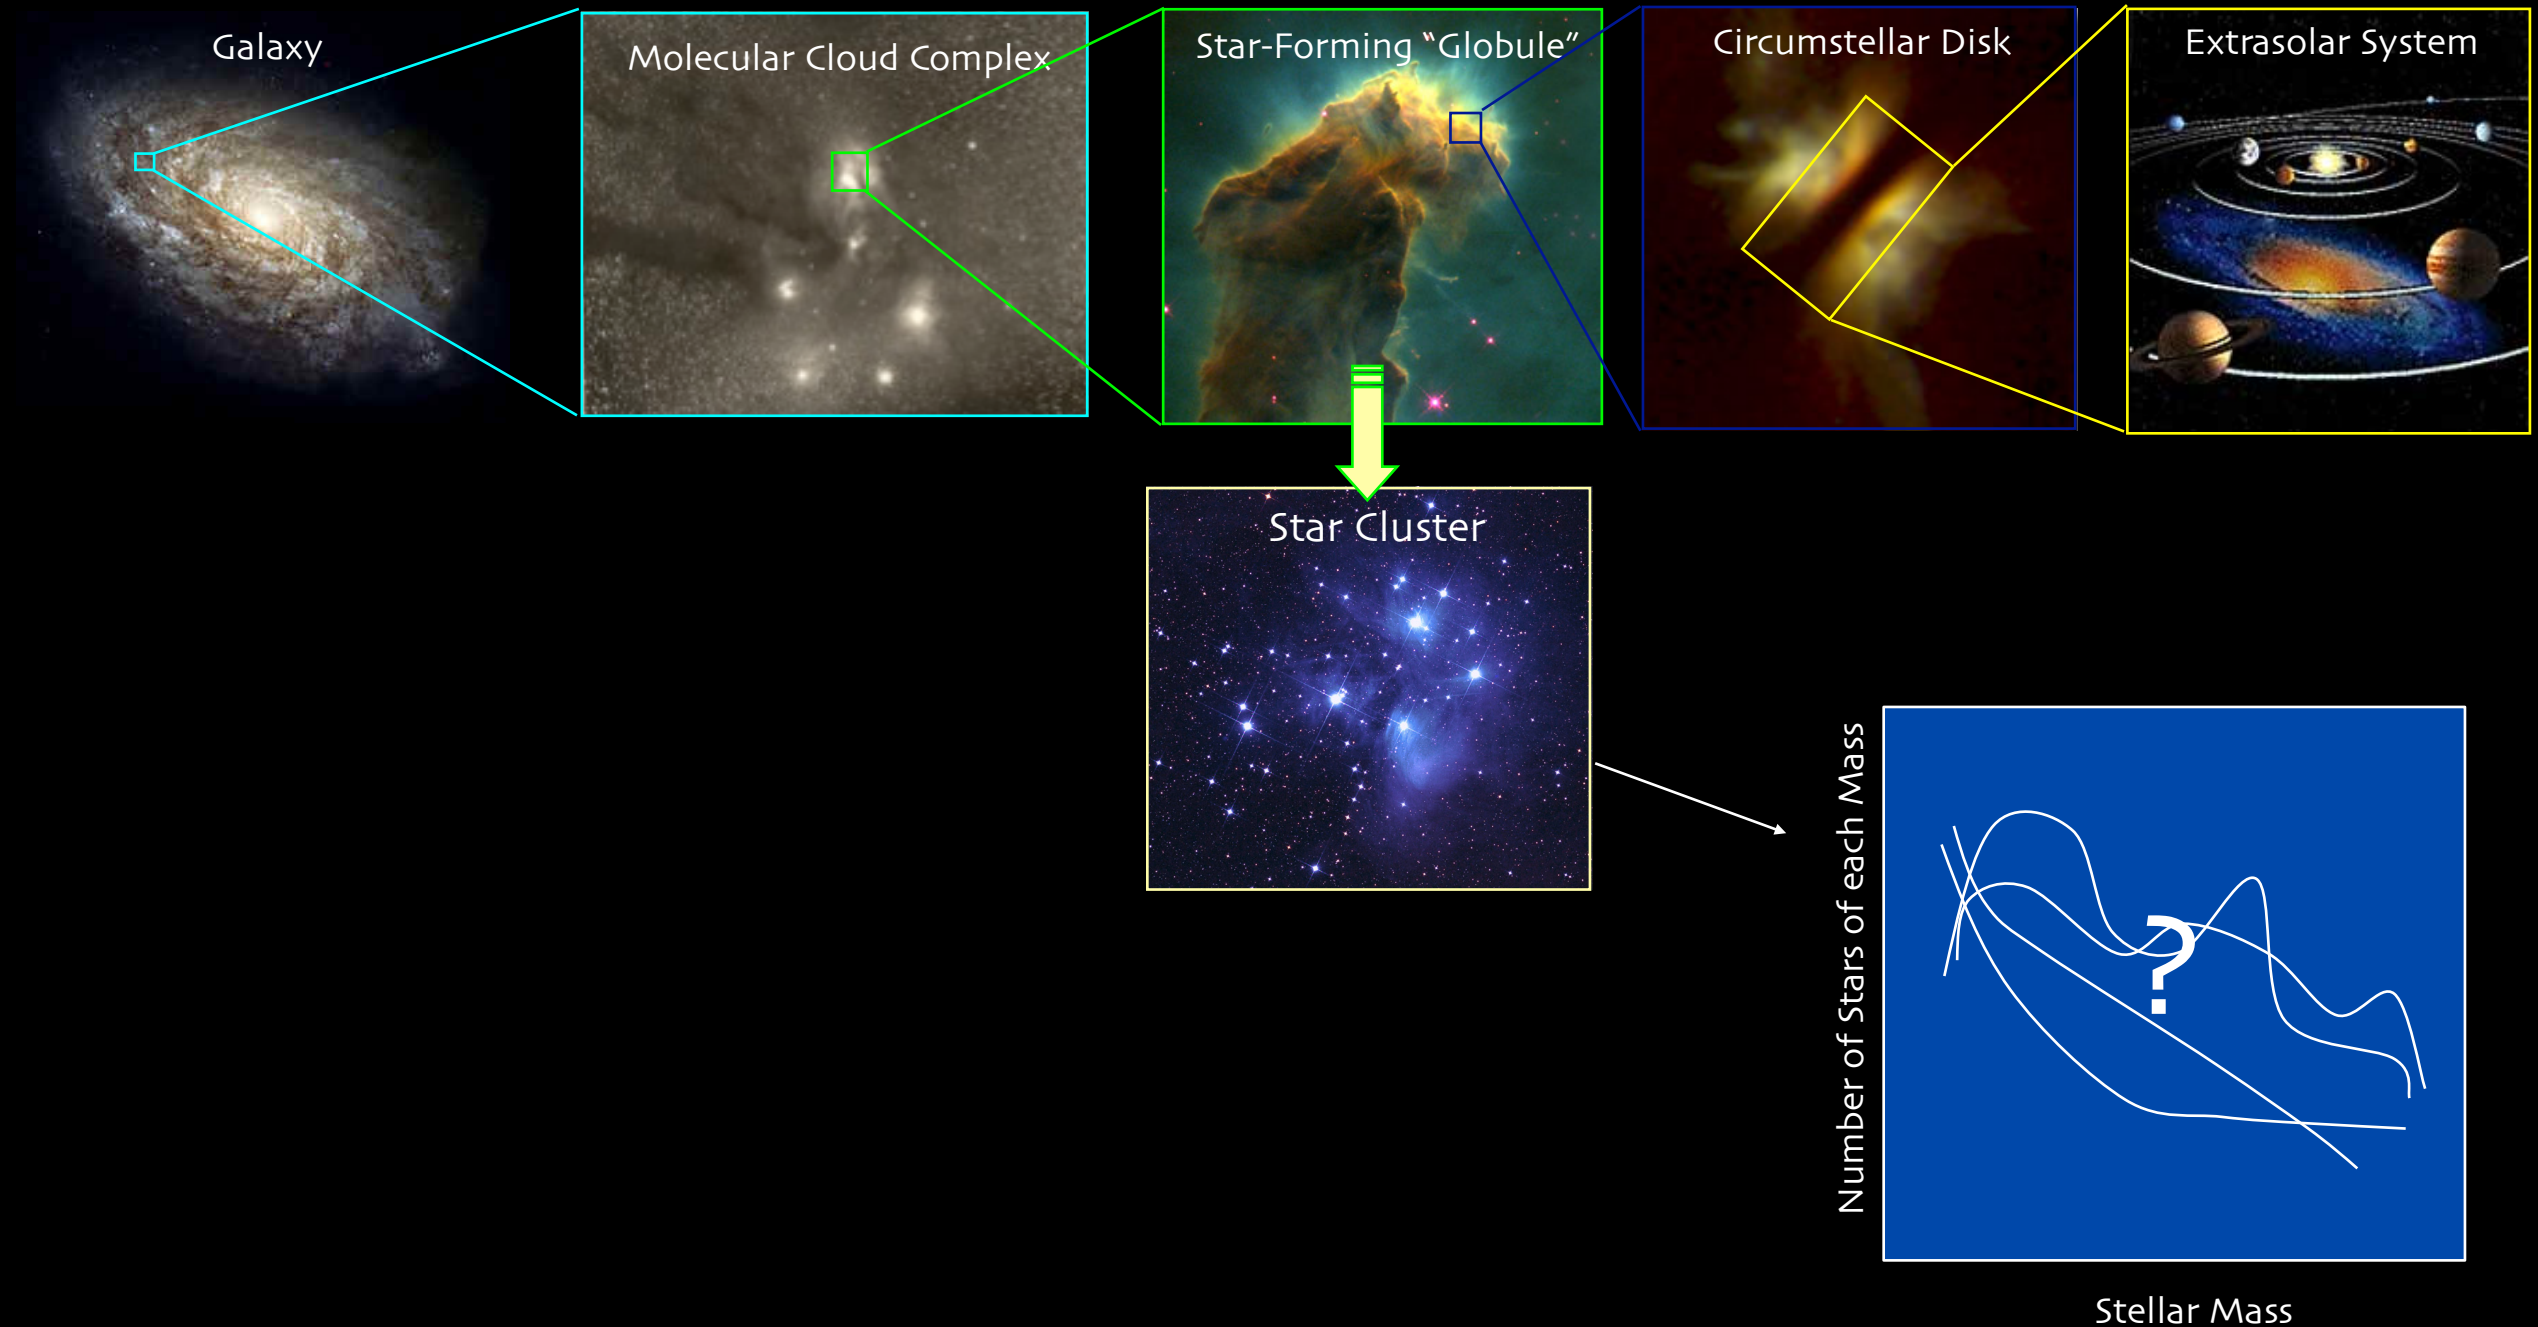 Galaxy
Molecular Cloud Complex
Star-Forming “Globule”
Circumstellar Disk
Extrasolar System
Star Cluster
Number of Stars of each Mass
?
Stellar Mass